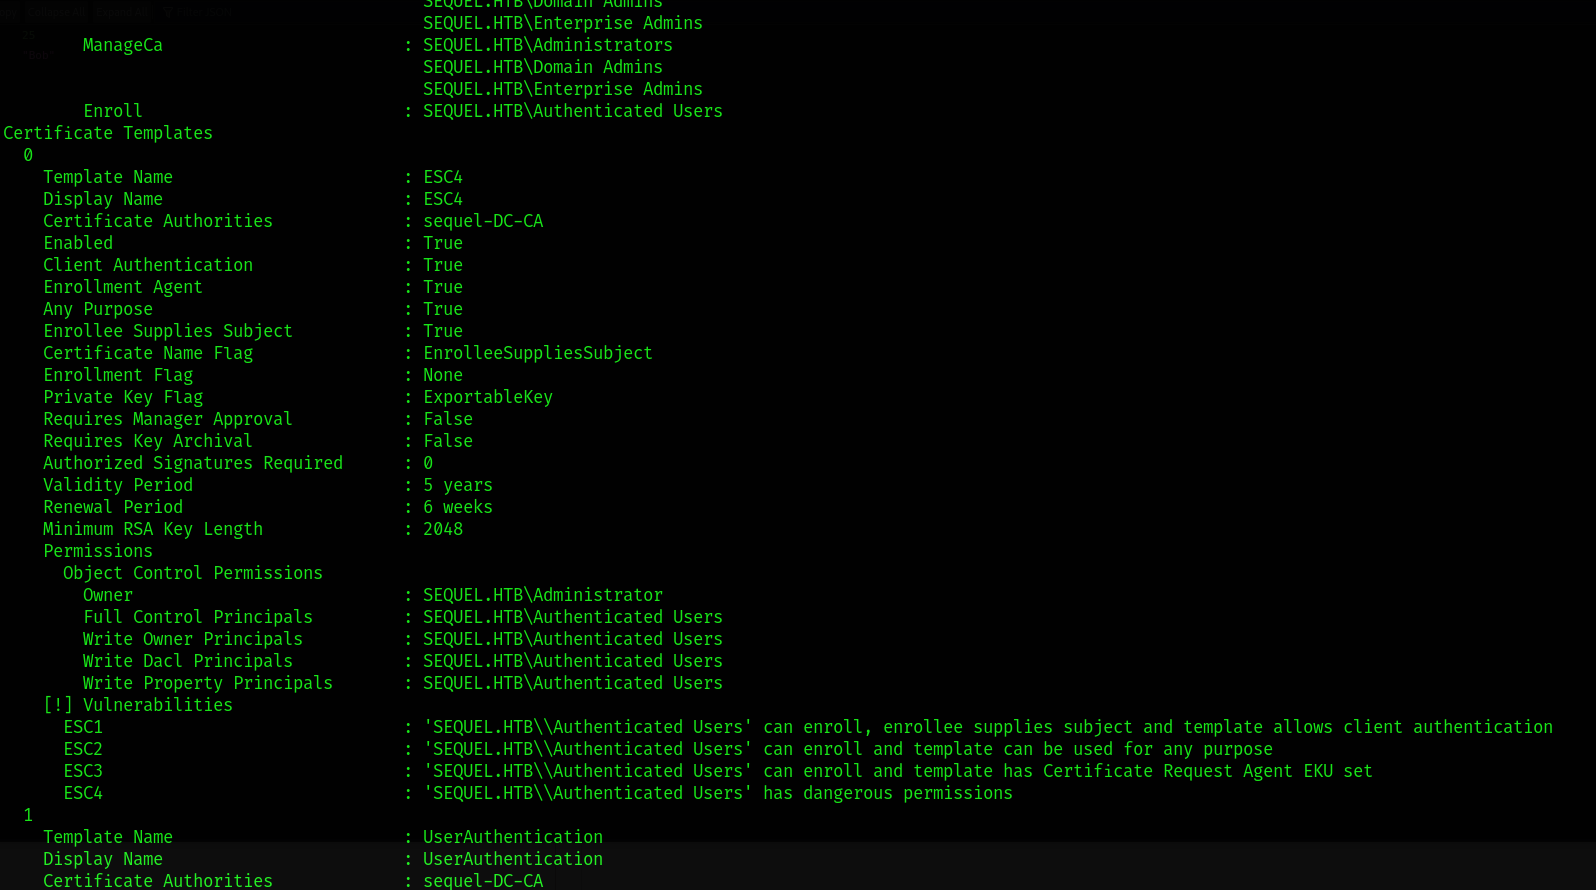 SEQUEL.HTB\Domain Admins
SEQUEL.HTB\Enterprise Admins
ManageCa : SEQUEL.HTB\Administrators
SEQUEL.HTB\Domain Admins
SEQUEL.HTB\Enterprise Admins
Enroll : SEQUEL.HTB\Authenticated Users
Certificate Templates
0
Template Name : ESC4
Display Name : ESC4
Certificate Authorities : sequel-DC-CA
Enabled : True
Client Authentication : True
Enrollment Agent : True
Any Purpose : True
Enrollee Supplies Subject : True
Certificate Name Flag : EnrolleeSuppliesSubject
Enrollment Flag : None
Private Key Flag : ExportableKey
Requires Manager Approval : False
Requires Key Archival : False
Authorized Signatures Required : 0
Validity Period : 5 years
Renewal Period : 6 weeks
Minimum RSA Key Length : 2048
Permissions
Object Control Permissions
Owner : SEQUEL.HTB\Administrator
Full Control Principals : SEQUEL.HTB\Authenticated Users
Write Owner Principals : SEQUEL.HTB\Authenticated Users
Write Dacl Principals : SEQUEL.HTB\Authenticated Users
Write Property Principals : SEQUEL.HTB\Authenticated Users
[!] Vulnerabilities
ESC1 : 'SEQUEL.HTB\\Authenticated Users' can enroll, enrollee supplies subject and template allows client authentication
ESC2 : 'SEQUEL.HTB\\Authenticated Users' can enroll and template can be used for any purpose
ESC3 : 'SEQUEL.HTB\\Authenticated Users' can enroll and template has Certificate Request Agent EKU set
ESC4 : 'SEQUEL.HTB\\Authenticated Users' has dangerous permissions
1
Template Name : UserAuthentication
Display Name : UserAuthentication
Certificate Authorities : sequel-DC-CA